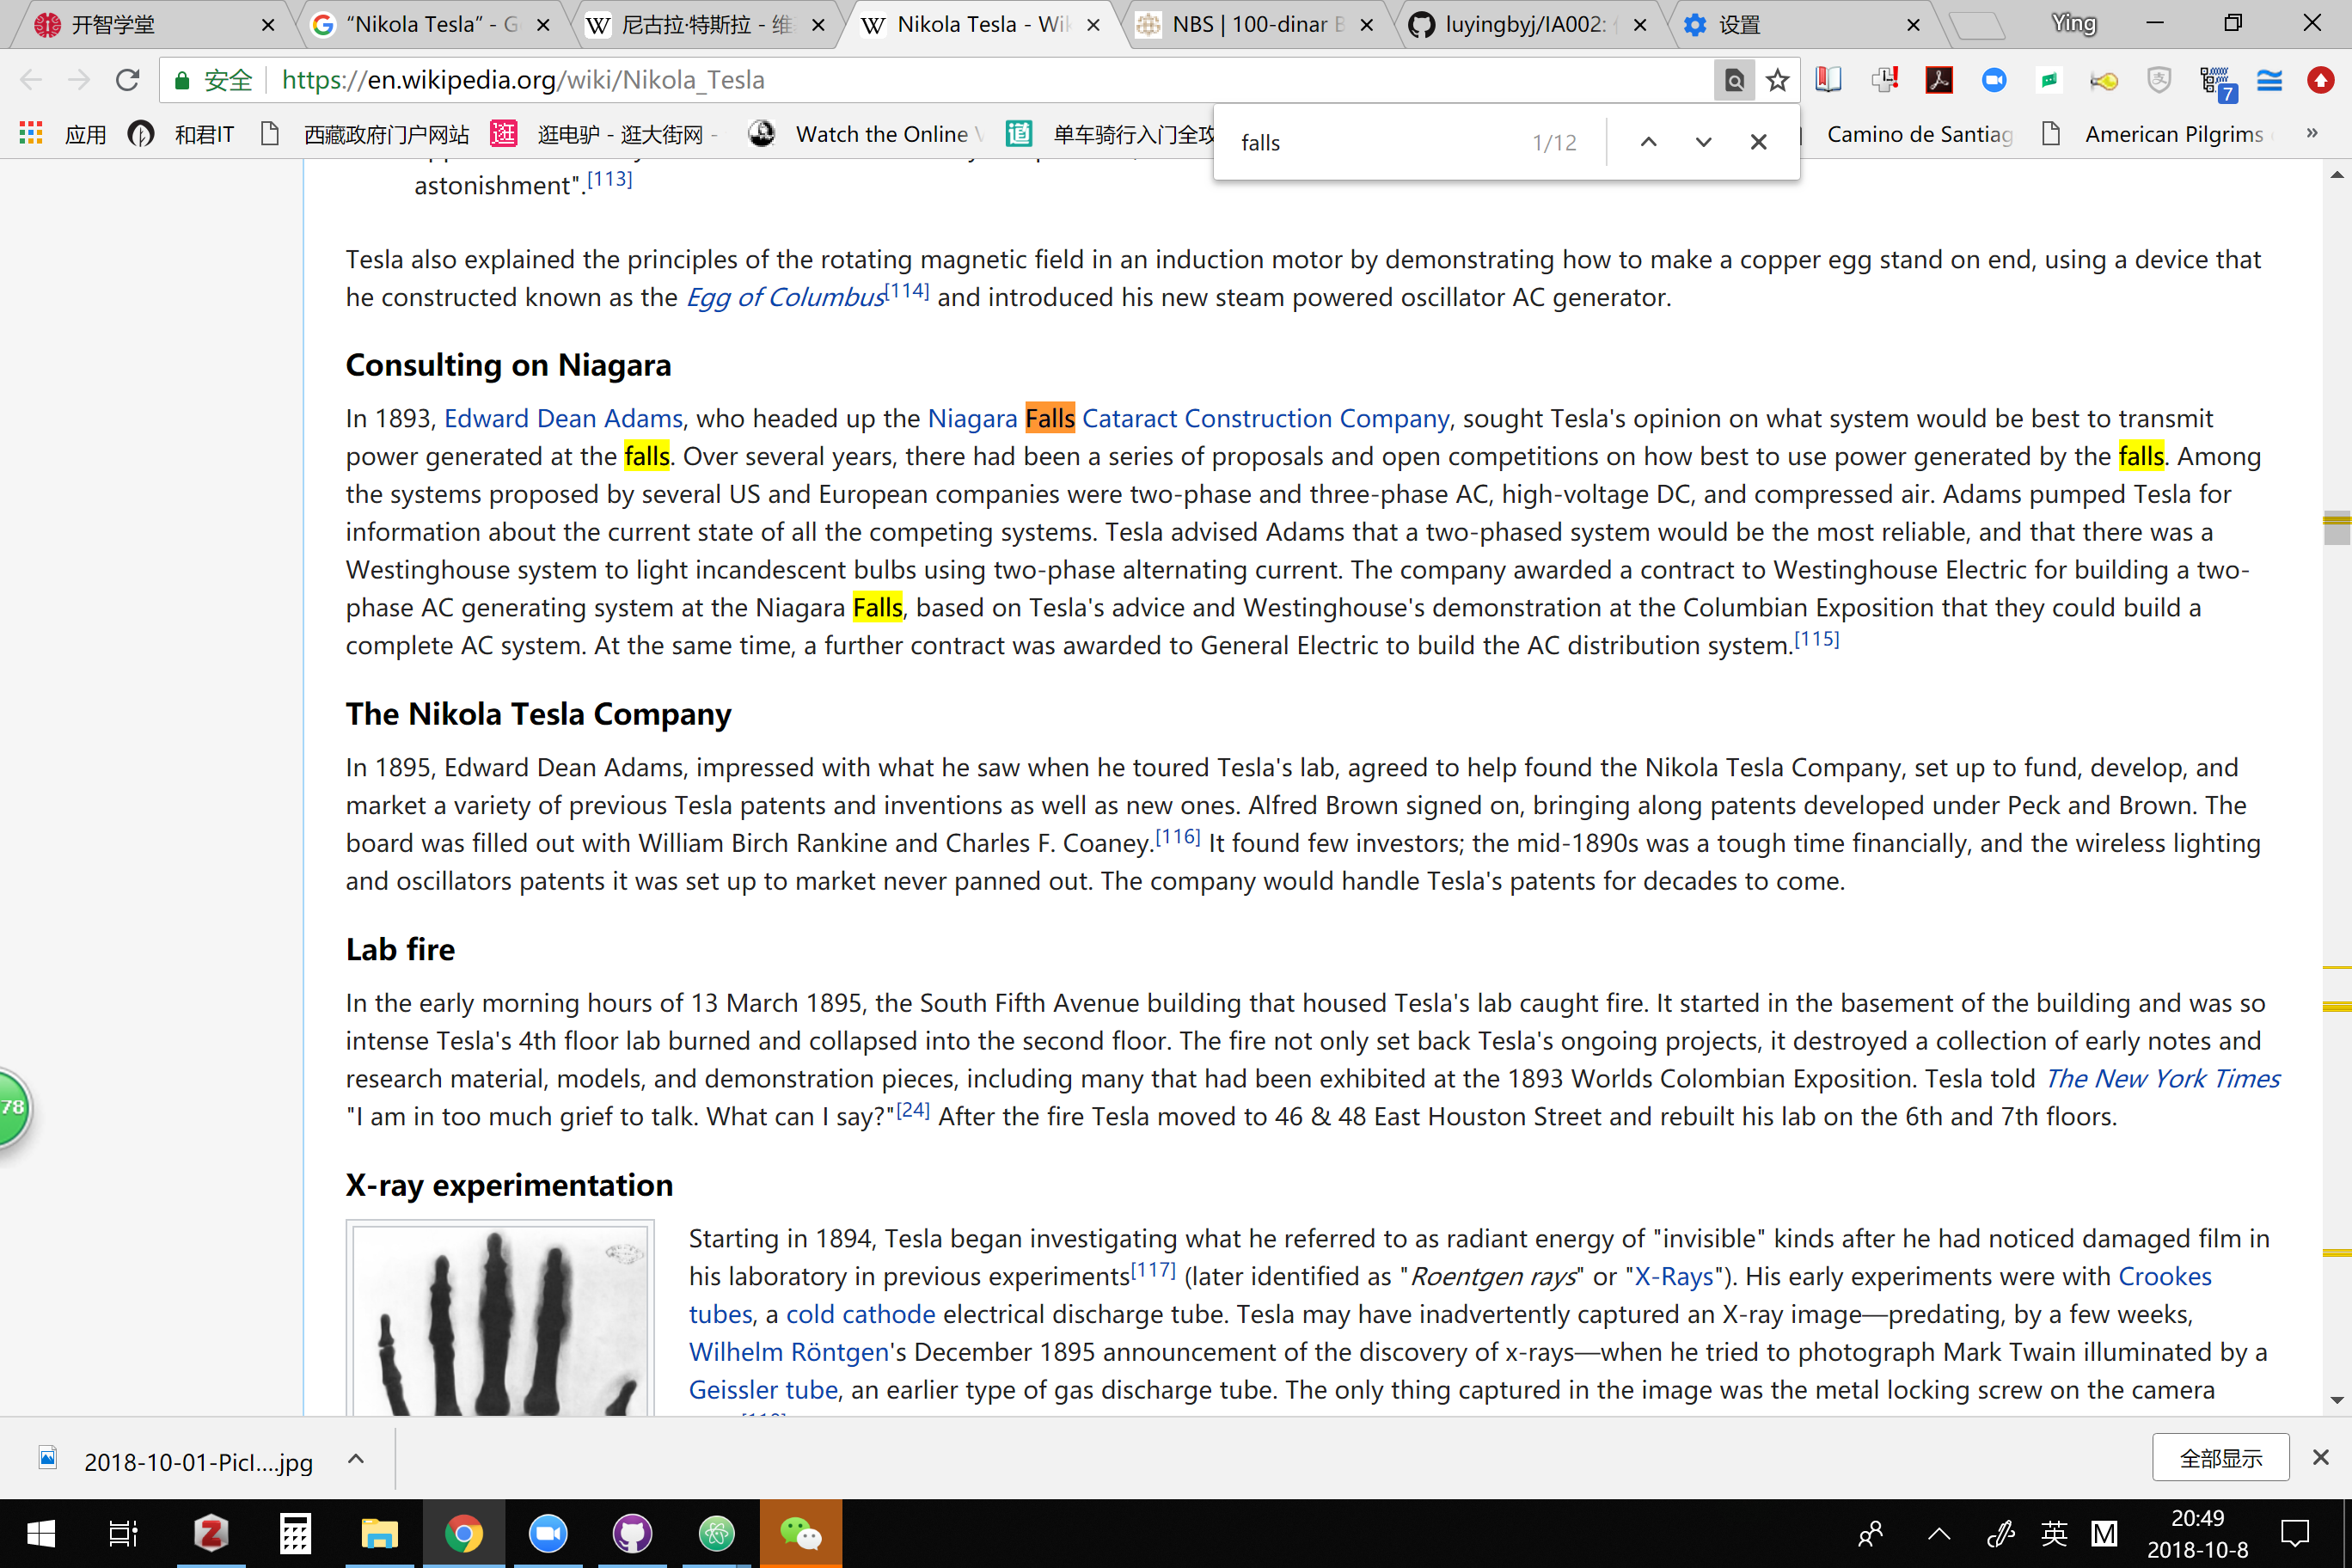 开智学堂
“Nikola Tesla” - G
尼古拉·特斯拉 - 维
Nikola Tesla - Wik
NBS | 100-dinar B
luyingbyj/IA002:
设置
Ying
安全
https://en.wikipedia.org/wiki/Nikola_Tesla
7
应用
和君IT
西藏政府门户网站
逛
逛电驴 - 逛大街网 -
Watch the Online
道
单车骑行入门全攻
Camino de Santiag
American Pilgrims
»
falls
1/12
astonishment".[113]
Tesla also explained the principles of the rotating magnetic field in an induction motor by demonstrating how to make a copper egg stand on end, using a device that
he constructed known as the Egg of Columbus[114] and introduced his new steam powered oscillator AC generator.
Consulting on Niagara
In 1893, Edward Dean Adams, who headed up the Niagara Falls Cataract Construction Company, sought Tesla's opinion on what system would be best to transmit
power generated at the falls. Over several years, there had been a series of proposals and open competitions on how best to use power generated by the falls. Among
the systems proposed by several US and European companies were two-phase and three-phase AC, high-voltage DC, and compressed air. Adams pumped Tesla for
information about the current state of all the competing systems. Tesla advised Adams that a two-phased system would be the most reliable, and that there was a
Westinghouse system to light incandescent bulbs using two-phase alternating current. The company awarded a contract to Westinghouse Electric for building a two-
phase AC generating system at the Niagara Falls, based on Tesla's advice and Westinghouse's demonstration at the Columbian Exposition that they could build a
complete AC system. At the same time, a further contract was awarded to General Electric to build the AC distribution system.[115]
The Nikola Tesla Company
In 1895, Edward Dean Adams, impressed with what he saw when he toured Tesla's lab, agreed to help found the Nikola Tesla Company, set up to fund, develop, and
market a variety of previous Tesla patents and inventions as well as new ones. Alfred Brown signed on, bringing along patents developed under Peck and Brown. The
board was filled out with William Birch Rankine and Charles F. Coaney.[116] It found few investors; the mid-1890s was a tough time financially, and the wireless lighting
and oscillators patents it was set up to market never panned out. The company would handle Tesla's patents for decades to come.
Lab fire
In the early morning hours of 13 March 1895, the South Fifth Avenue building that housed Tesla's lab caught fire. It started in the basement of the building and was so
intense Tesla's 4th floor lab burned and collapsed into the second floor. The fire not only set back Tesla's ongoing projects, it destroyed a collection of early notes and
research material, models, and demonstration pieces, including many that had been exhibited at the 1893 Worlds Colombian Exposition. Tesla told The New York Times
"I am in too much grief to talk. What can I say?"[24] After the fire Tesla moved to 46 & 48 East Houston Street and rebuilt his lab on the 6th and 7th floors.
78
X-ray experimentation
Starting in 1894, Tesla began investigating what he referred to as radiant energy of "invisible" kinds after he had noticed damaged film in
his laboratory in previous experiments[117] (later identified as "Roentgen rays" or "X-Rays"). His early experiments were with Crookes
tubes, a cold cathode electrical discharge tube. Tesla may have inadvertently captured an X-ray image—predating, by a few weeks,
Wilhelm Röntgen's December 1895 announcement of the discovery of x-rays—when he tried to photograph Mark Twain illuminated by a
Geissler tube, an earlier type of gas discharge tube. The only thing captured in the image was the metal locking screw on the camera
2018-10-01-PicI....jpg
全部显示
英
M
20:49
2018-10-8